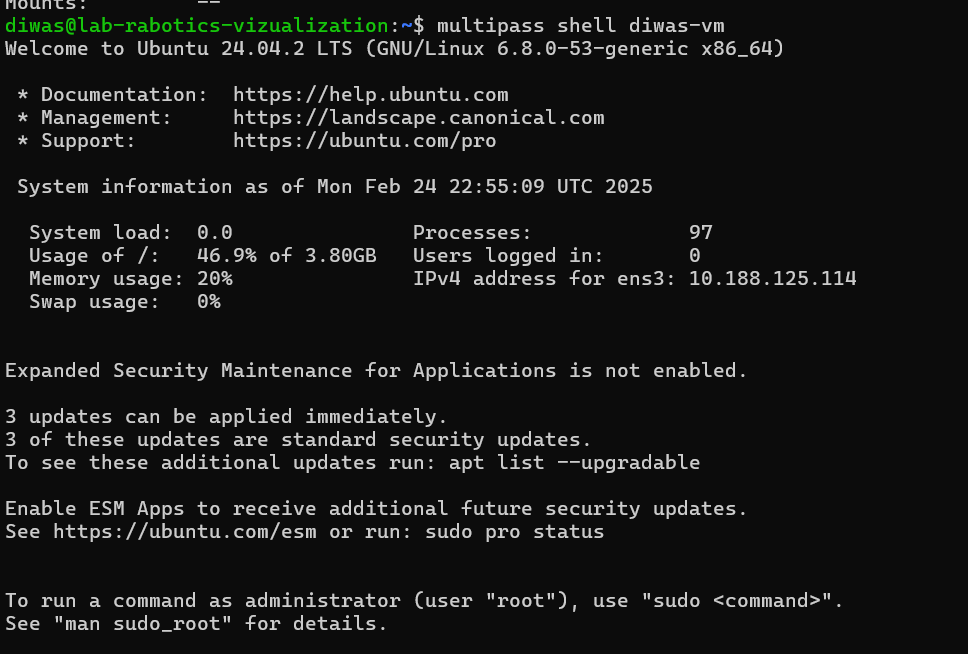 Mounts:         --
diwas@lab-rabotics-vizualization:~$ multipass shell diwas-vm
Welcome to Ubuntu 24.04.2 LTS (GNU/Linux 6.8.0-53-generic x86_64)
 * Documentation:  https://help.ubuntu.com
 * Management:     https://landscape.canonical.com
 * Support:        https://ubuntu.com/pro
 System information as of Mon Feb 24 22:55:09 UTC 2025
  System load:  0.0               Processes:             97
  Usage of /:   46.9% of 3.80GB   Users logged in:       0
  Memory usage: 20%               IPv4 address for ens3: 10.188.125.114
  Swap usage:   0%
Expanded Security Maintenance for Applications is not enabled.
3 updates can be applied immediately.
3 of these updates are standard security updates.
To see these additional updates run: apt list --upgradable
Enable ESM Apps to receive additional future security updates.
See https://ubuntu.com/esm or run: sudo pro status
To run a command as administrator (user "root"), use "sudo <command>".
See "man sudo_root" for details.